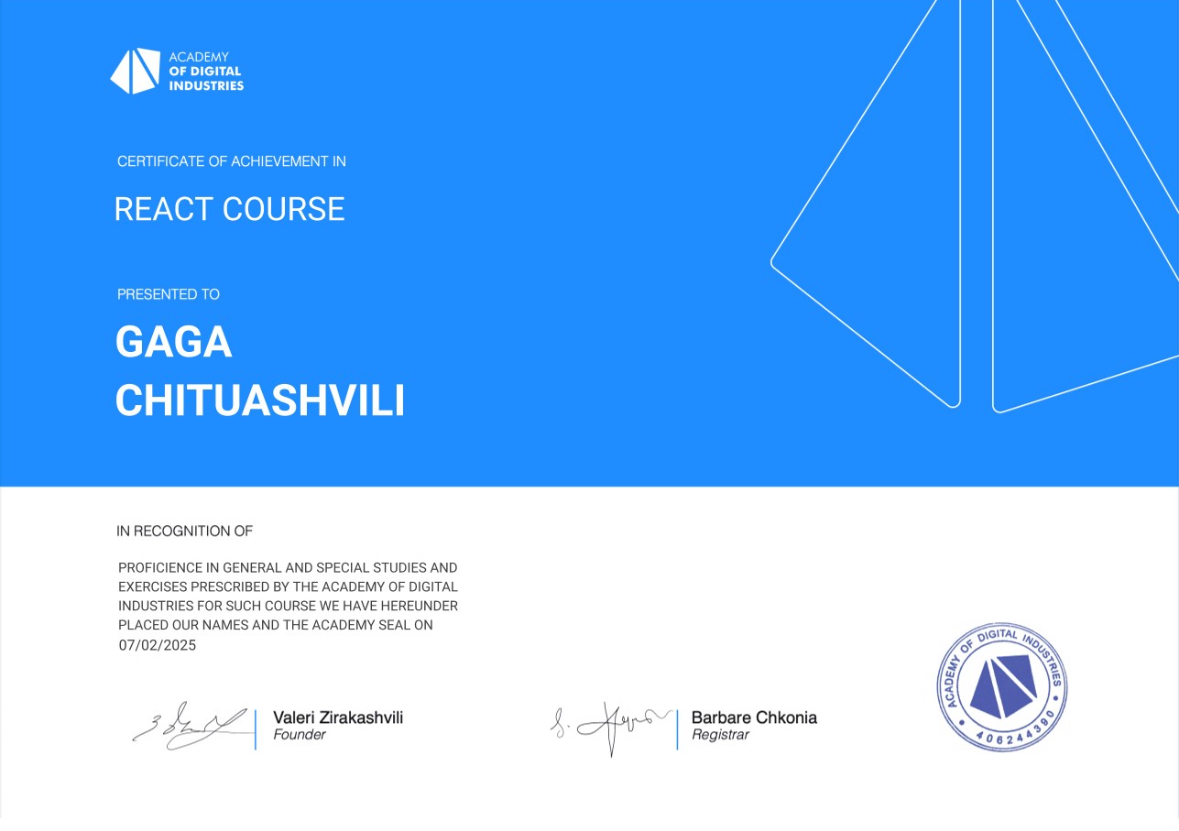 ACADEMY
OF DIGITAL
INDUSTRIES
CERTIFICATE OF ACHIEVEMENT IN
REACT COURSE
PRESENTED TO
GAGA
CHITUASHVILI
IN RECOGNITION OF
PROFICIENCE IN GENERAL AND SPECIAL STUDIES AND
EXERCISES PRESCRIBED BY THE ACADEMY OF DIGITAL
INDUSTRIES FOR SUCH COURSE WE HAVE HEREUNDER
PLACED OUR NAMES AND THE ACADEMY SEAL ON
07/02/2025
Valeri Zirakashvili
Founder
Barbare Chkonia
Registrar
ACADEMY OF DIGITAL INDUSTRIES
406244390